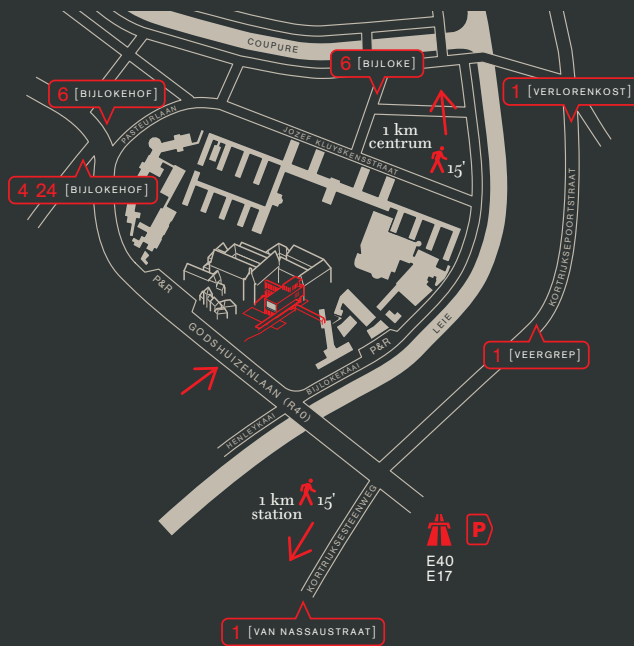 COUPURE
6 [BIJLOKE]
6 [BIJLOKEHOF]
1 [VERLORENKOST]
PASTEURLAAN
JOZEF KLUYSKENSSTRAAT
1 km
centrum
15'
4 24 [BIJLOKEHOF]
KORTRIJKSEPOORTSTRAAT
P&R
GODSHUIZENLAAN (R40)
LEIE
P&R
1 [VEERGREP]
BIJLOKEKAAI
HENLEYKAAI
1 km
station
15'
KORTRIJKSESTEENWEG
P
E40
E17
1 [VAN NASSAUSTRAAT]